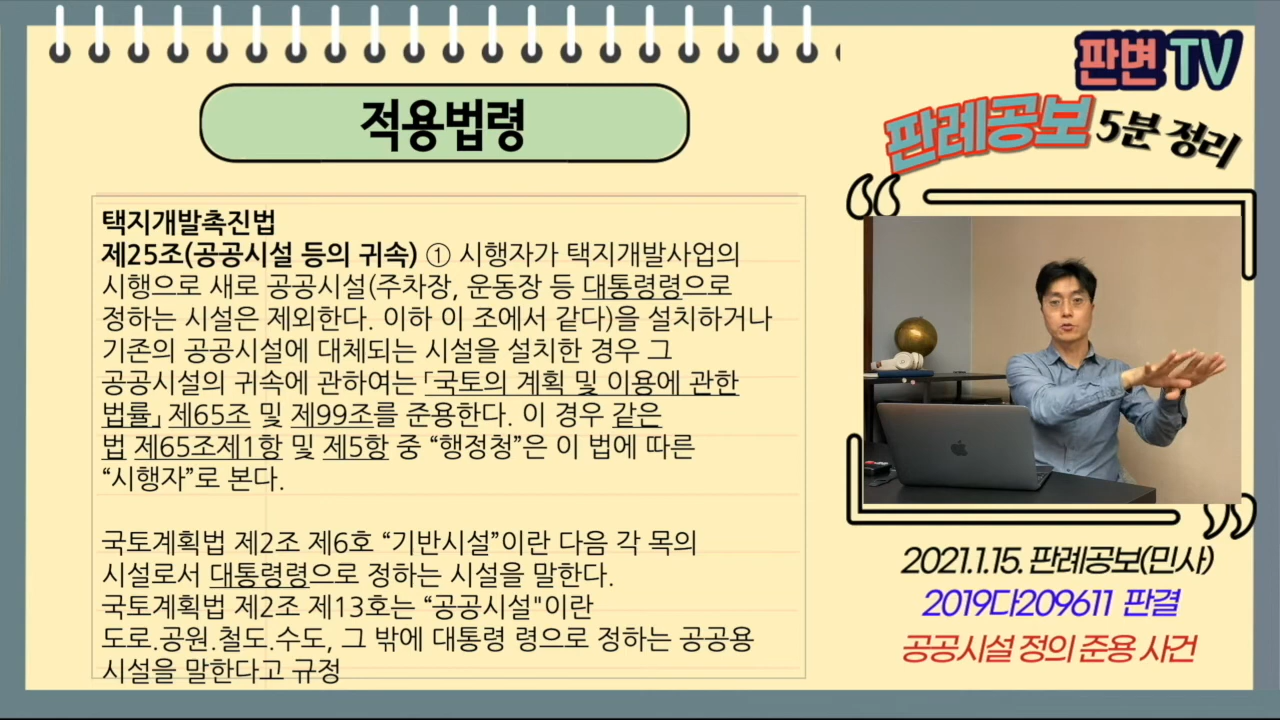 적용법령
택지개발촉진법
제25조(공공시설 등의 귀속) ① 시행자가 택지개발사업의
시행으로 새로 공공시설(주차장, 운동장 등 대통령령으로
정하는 시설은 제외한다. 이하 이 조에서 같다)을 설치하거나
기존의 공공시설에 대체되는 시설을 설치한 경우 그
공공시설의 귀속에 관하여는 「국토의 계획 및 이용에 관한
법률」 제65조 및 제99조를 준용한다. 이 경우 같은
법 제65조제1항 및 제5항 중 “행정청”은 이 법에 따른
“시행자”로 본다.
국토계획법 제2조 제6호 “기반시설”이란 다음 각 목의
시설로서 대통령령으로 정하는 시설을 말한다.
국토계획법 제2조 제13호는 “공공시설"이란
도로.공원.철도.수도, 그 밖에 대통령 령으로 정하는 공공용
시설을 말한다고 규정
판변 TV
판례공보 5분 정리
2021.1.15. 판례공보(민사)
2019다209611 판결
공공시설 정의 준용 사건